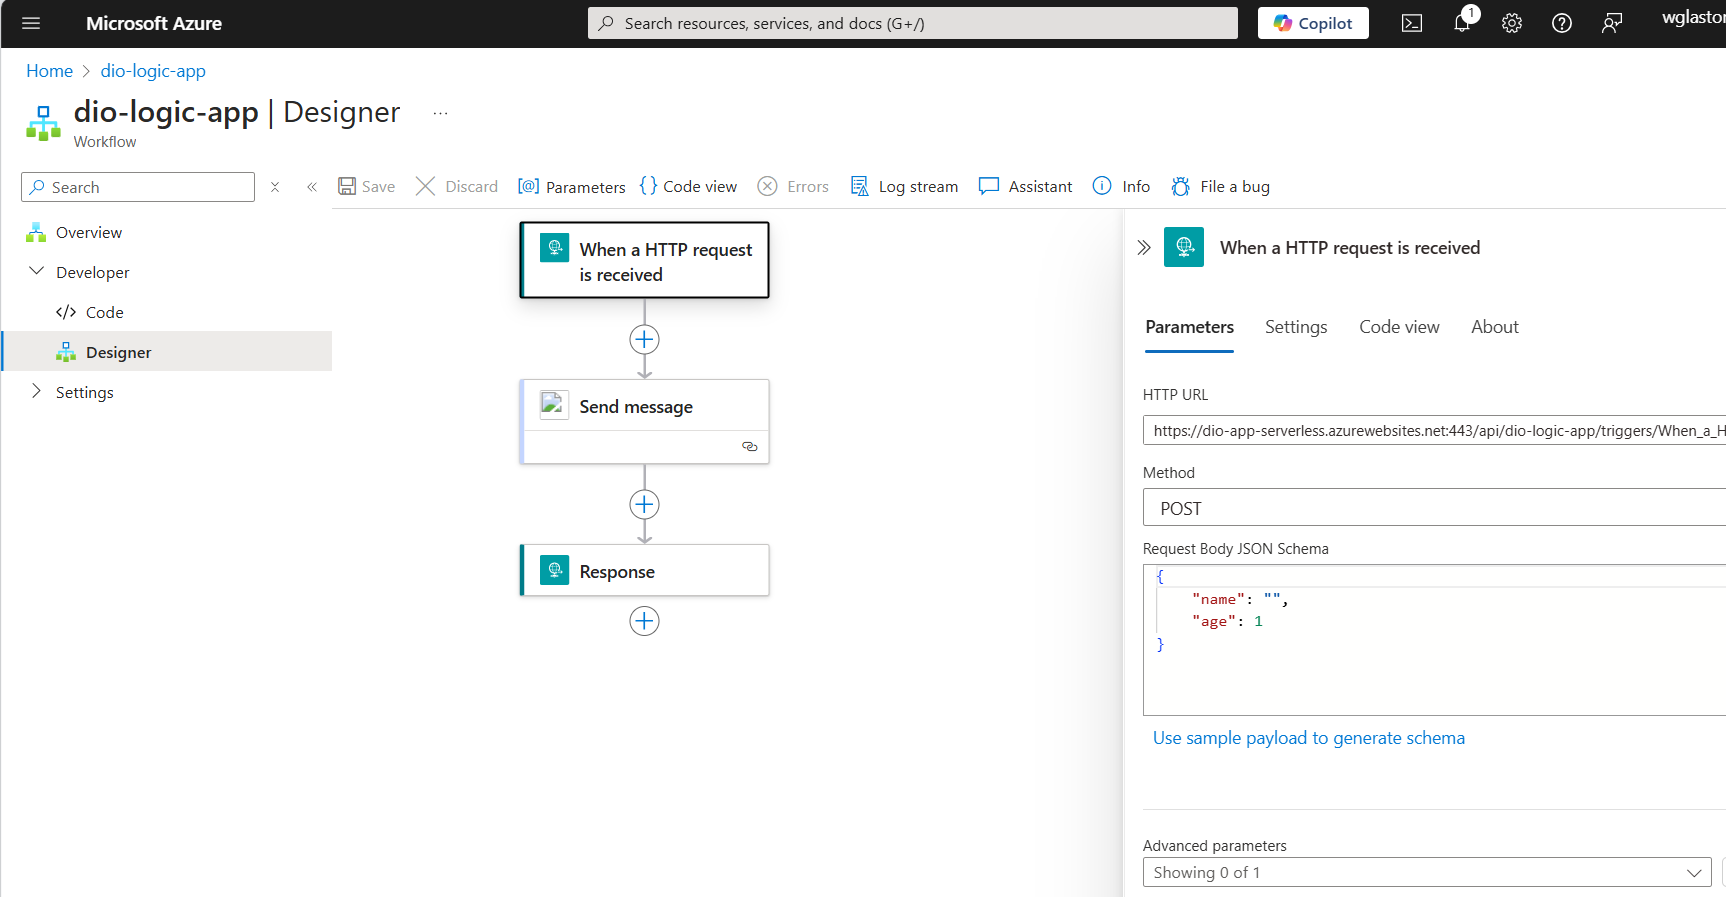 Microsoft Azure
Search resources, services, and docs (G+/)
Copilot
1
Home
dio-logic-app
dio-logic-app | Designer
...
Workflow
Search
Save
Discard
Parameters
Code view
Errors
Log stream
Assistant
Info
File a bug
Overview
Developer
Code
Designer
Settings
When a HTTP request
is received
Send message
Response
When a HTTP request is received
Parameters
Settings
Code view
About
HTTP URL
https://dio-app-serverless.azurewebsites.net:443/api/dio-logic-app/triggers/When_a_H
Method
POST
Request Body JSON Schema
{
"name": "",
"age": 1
}
Use sample payload to generate schema
Advanced parameters
Showing 0 of 1